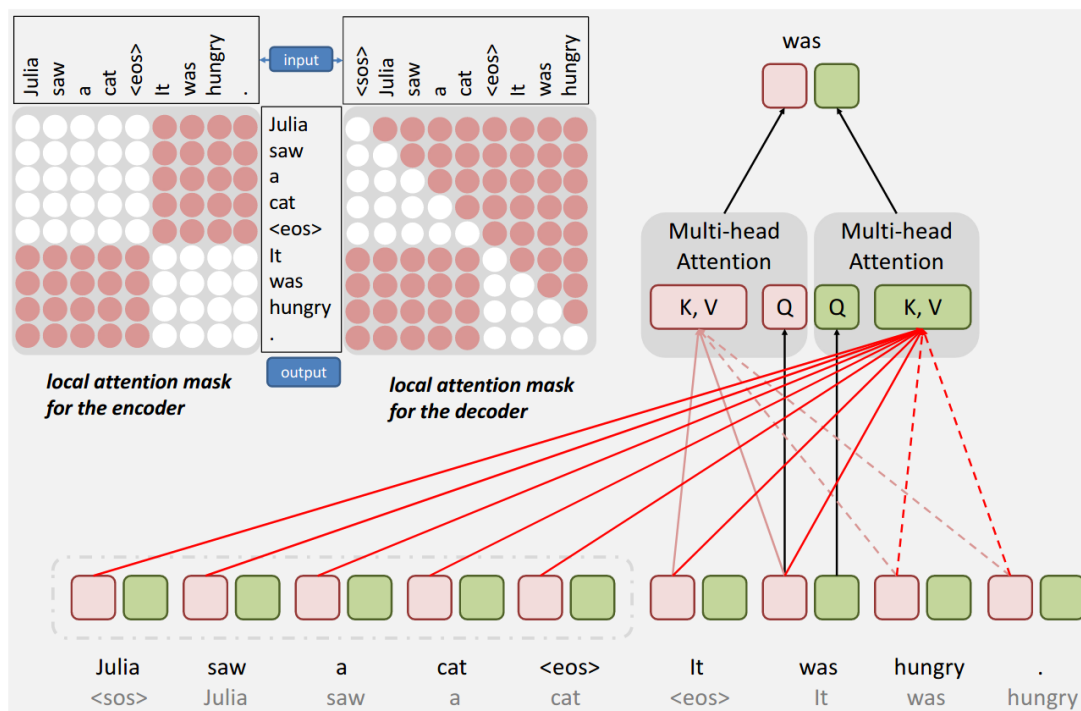 Julia saw a cat <eos> It was hungry .
input
<sos> Julia saw a cat <eos> It was hungry
Julia
saw
a
cat
<eos>
It
was
hungry
.
output
local attention mask
for the encoder
local attention mask
for the decoder
was
Multi-head
Attention
K, V
Q
Multi-head
Attention
Q
K, V
Julia saw a cat <eos> It was hungry .
<sos> Julia saw a cat <eos> It was hungry